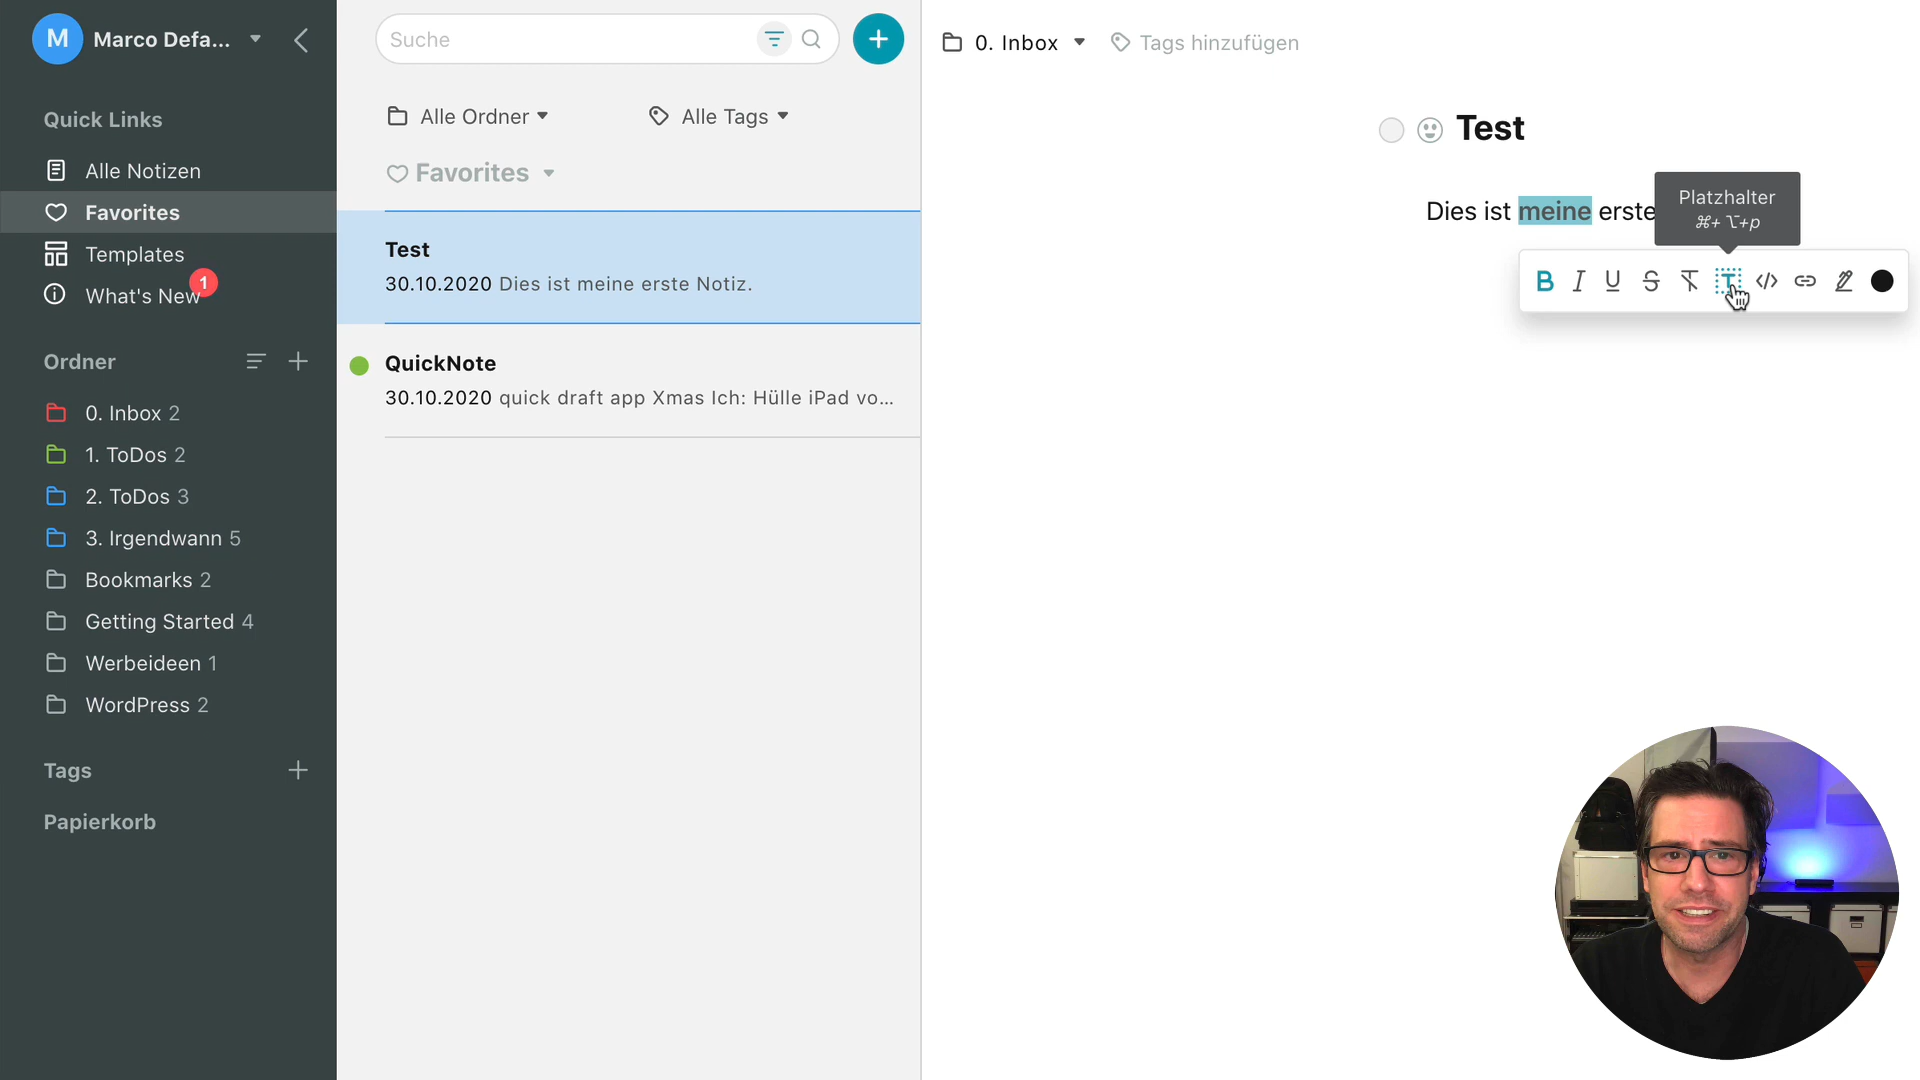 M Marco Defa...
Quick Links
Alle Notizen
Favorites
Templates
What's New 1
Ordner
0. Inbox 2
1. ToDos 2
2. ToDos 3
3. Irgendwann 5
Bookmarks 2
Getting Started 4
Werbeideen 1
WordPress 2
Tags
Papierkorb
Suche
Alle Ordner
Alle Tags
Favorites
Test
30.10.2020 Dies ist meine erste Notiz.
QuickNote
30.10.2020 quick draft app Xmas Ich: Hülle iPad vo...
0. Inbox
Tags hinzufügen
Test
Dies ist meine erste
Platzhalter
⌘+⌥+p
B I U S T T </>